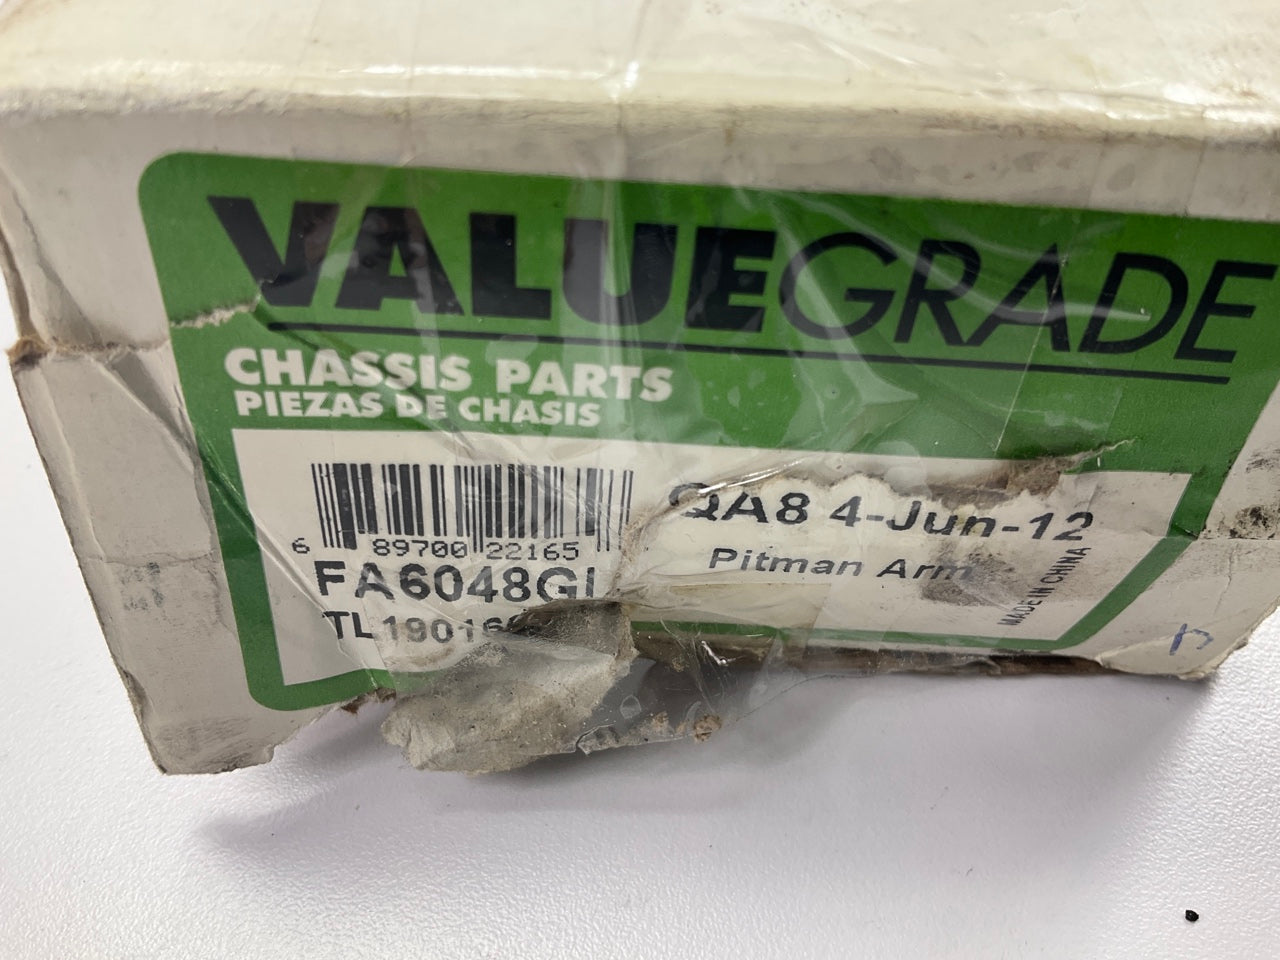 VALUEGRADE
CHASSIS PARTS
PIEZAS DE CHASIS
QA8 4-Jun-12
Pitman Arm
MADE IN CHINA
6 89700 22165
FA6048GL